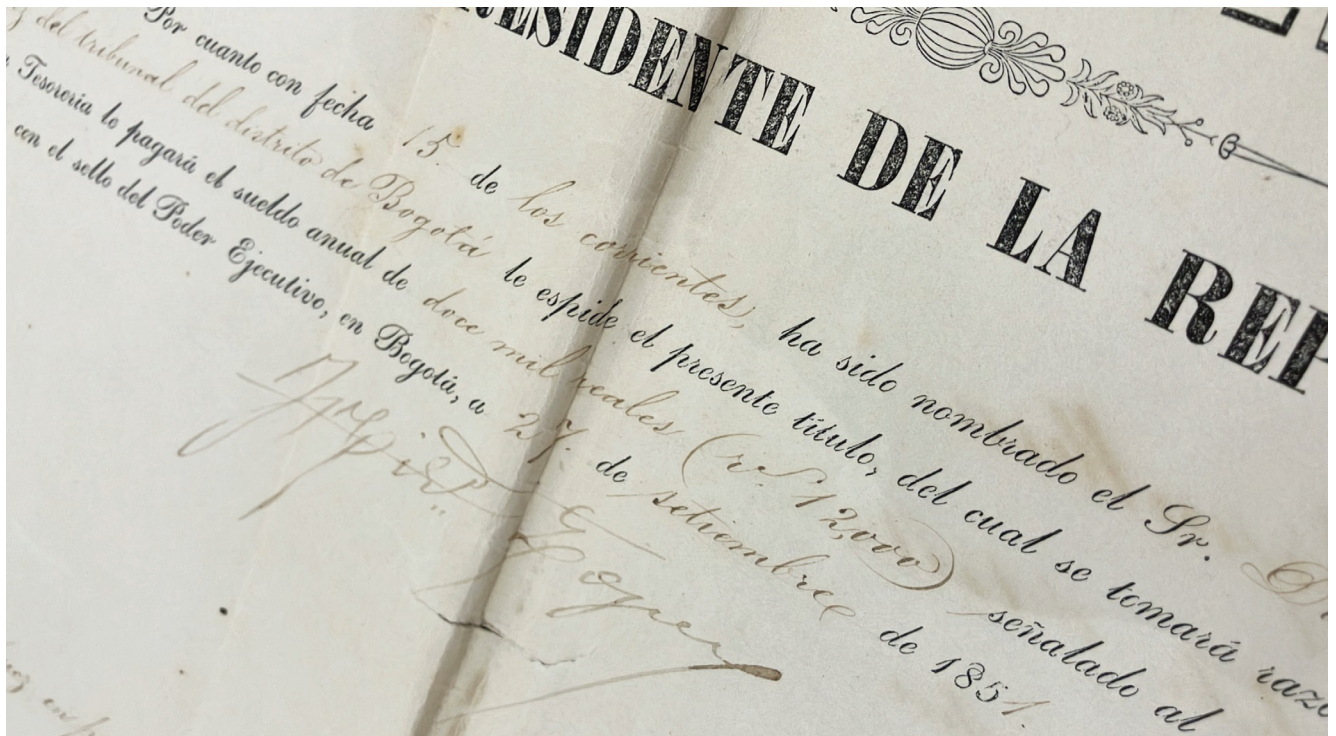 RESIDENTE DE LA REP
Por cuanto con fecha 15 de los corrientes, ha sido nombrado el Sr.
del tribunal del distrito de Bogotá le espide el presente título, del cual se tomará razo
Tesorería le pagará el sueldo anual de doce mil reales (rs. 12,000) señalado al
con el sello del Poder Ejecutivo, en Bogotá, a 27 de setiembre de 1851.